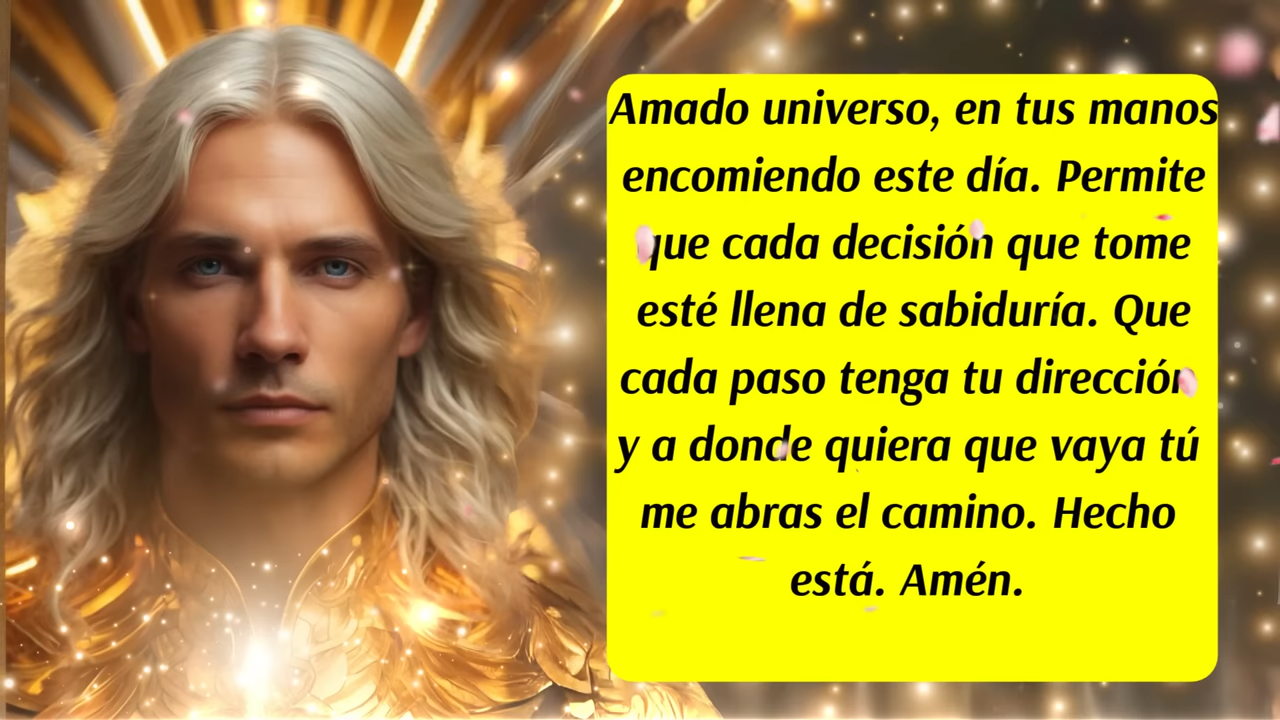 Amado universo, en tus manos
encomiendo este día. Permite
que cada decisión que tome
esté llena de sabiduría. Que
cada paso tenga tu dirección
y a donde quiera que vaya tú
me abras el camino. Hecho
está. Amén.